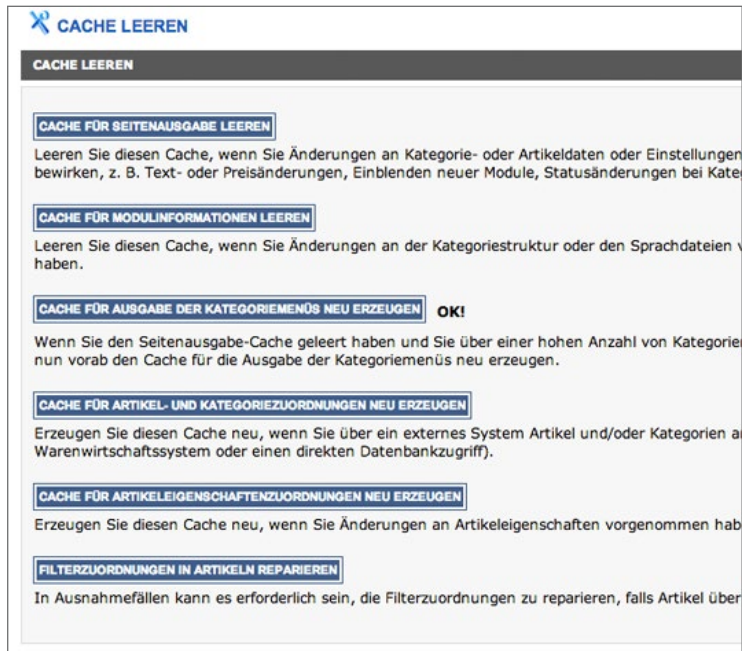 CACHE LEEREN
CACHE LEEREN
CACHE FÜR SEITENAUSGABE LEEREN
Leeren Sie diesen Cache, wenn Sie Änderungen an Kategorie- oder Artikeldaten oder Einstellungen
bewirken, z. B. Text- oder Preisänderungen, Einblenden neuer Module, Statusänderungen bei
CACHE FÜR MODULINFORMATIONEN LEEREN
Leeren Sie diesen Cache, wenn Sie Änderungen an der Kategoriestruktur oder den Sprachdateien
haben.
CACHE FÜR AUSGABE DER KATEGORIEMENÜS NEU ERZEUGEN OK!
Wenn Sie den Seitenausgabe-Cache geleert haben und Sie über einer hohen Anzahl von
nun vorab den Cache für die Ausgabe der Kategoriemenüs neu erzeugen.
CACHE FÜR ARTIKEL- UND KATEGORIEZUORDNUNGEN NEU ERZEUGEN
Erzeugen Sie diesen Cache neu, wenn Sie über ein externes System Artikel und/oder Kategorien
Warenwirtschaftssystem oder einen direkten Datenbankzugriff).
CACHE FÜR ARTIKELEIGENSCHAFTENZUORDNUNGEN NEU ERZEUGEN
Erzeugen Sie diesen Cache neu, wenn Sie Änderungen an Artikeleigenschaften vorgenommen
FILTERZUORDNUNGEN IN ARTIKELN REPARIEREN
In Ausnahmefällen kann es erforderlich sein, die Filterzuordnungen zu reparieren, falls Artikel